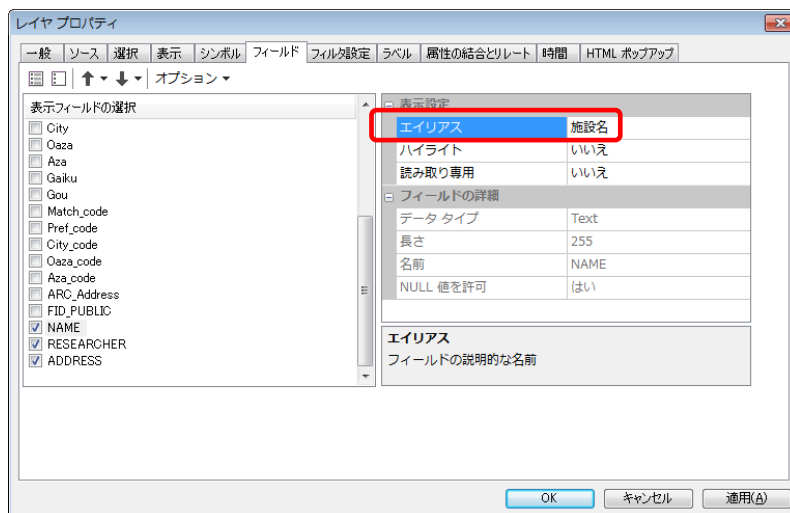 レイヤ プロパティ
一般 ソース 選択 表示 シンボル フィールド フィルタ設定 ラベル 属性の結合とリレート 時間 HTML ポップアップ
オプション
表示フィールドの選択
City
Oaza
Aza
Gaiku
Gou
Match_code
Pref_code
City_code
Oaza_code
Aza_code
ARC_Address
FID_PUBLIC
NAME
RESEARCHER
ADDRESS
表示設定
エイリアス 施設名
ハイライト いいえ
読み取り専用 いいえ
フィールドの詳細
データ タイプ Text
長さ 255
名前 NAME
NULL 値を許可 はい
エイリアス
フィールドの説明的な名前
OK キャンセル 適用(A)